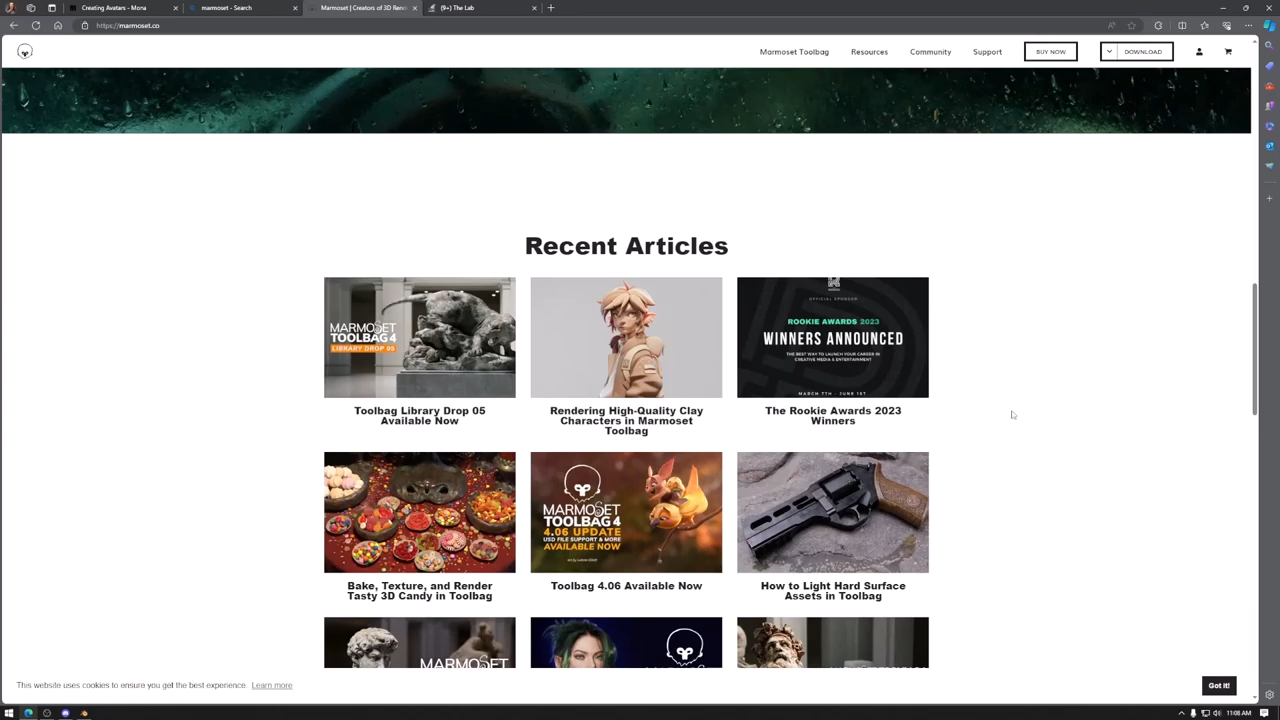 Creating Avatars - Mona
marmoset - Search
Marmoset | Creators of 3D Rend
(9+) The Lab
https://marmoset.co
Marmoset Toolbag
Resources
Community
Support
BUY NOW
DOWNLOAD
Recent Articles
MARMOSET
TOOLBAG 4
LIBRARY DROP 05
OFFICIAL SPONSOR
ROOKIE AWARDS 2023
WINNERS ANNOUNCED
THE BEST WAY TO LAUNCH YOUR CAREER IN
CREATIVE MEDIA & ENTERTAINMENT
MARCH 7TH - JUNE 1ST
Toolbag Library Drop 05
Available Now
Rendering High-Quality Clay
Characters in Marmoset
Toolbag
The Rookie Awards 2023
Winners
MARMOSET
TOOLBAG 4
4.06 UPDATE
USD FILE SUPPORT & MORE
AVAILABLE NOW
Bake, Texture, and Render
Tasty 3D Candy in Toolbag
Toolbag 4.06 Available Now
How to Light Hard Surface
Assets in Toolbag
MARMOSET
This website uses cookies to ensure you get the best experience. Learn more
Got it!
11:08 AM